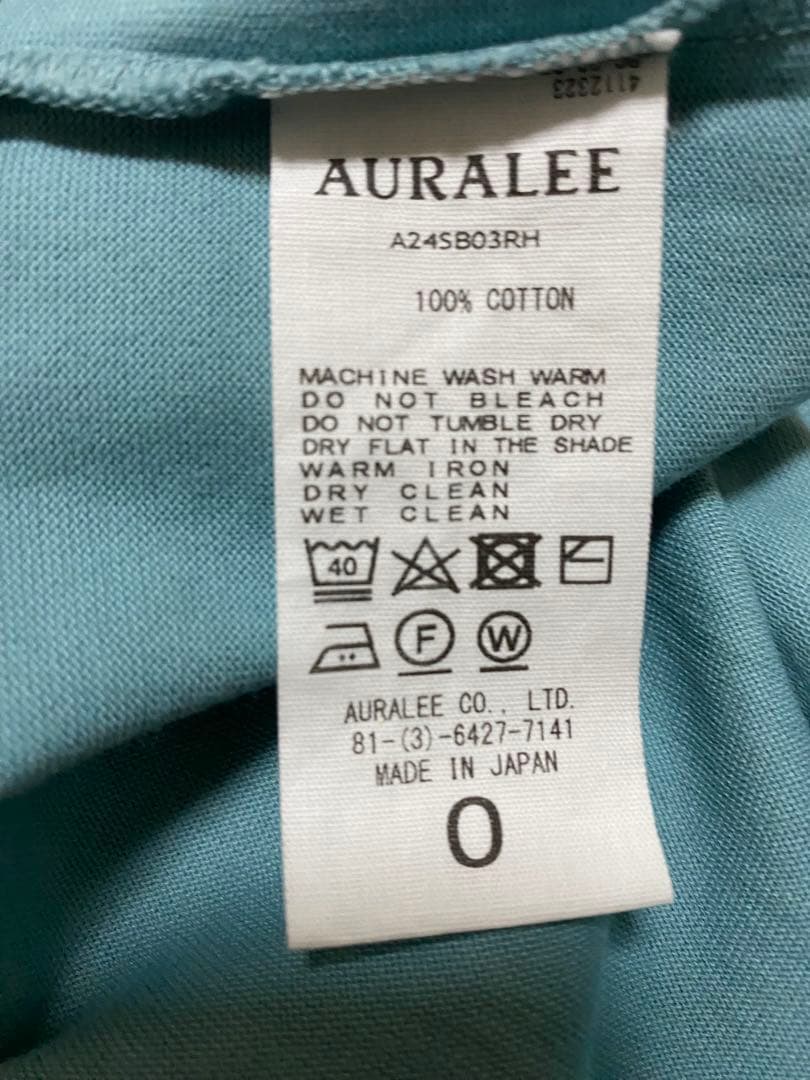 4112323
AURALEE
A24SB03RH
100% COTTON
MACHINE WASH WARM
DO NOT BLEACH
DO NOT TUMBLE DRY
DRY FLAT IN THE SHADE
WARM IRON
DRY CLEAN
WET CLEAN
40
F W
AURALEE CO., LTD.
81-(3)-6427-7141
MADE IN JAPAN
0